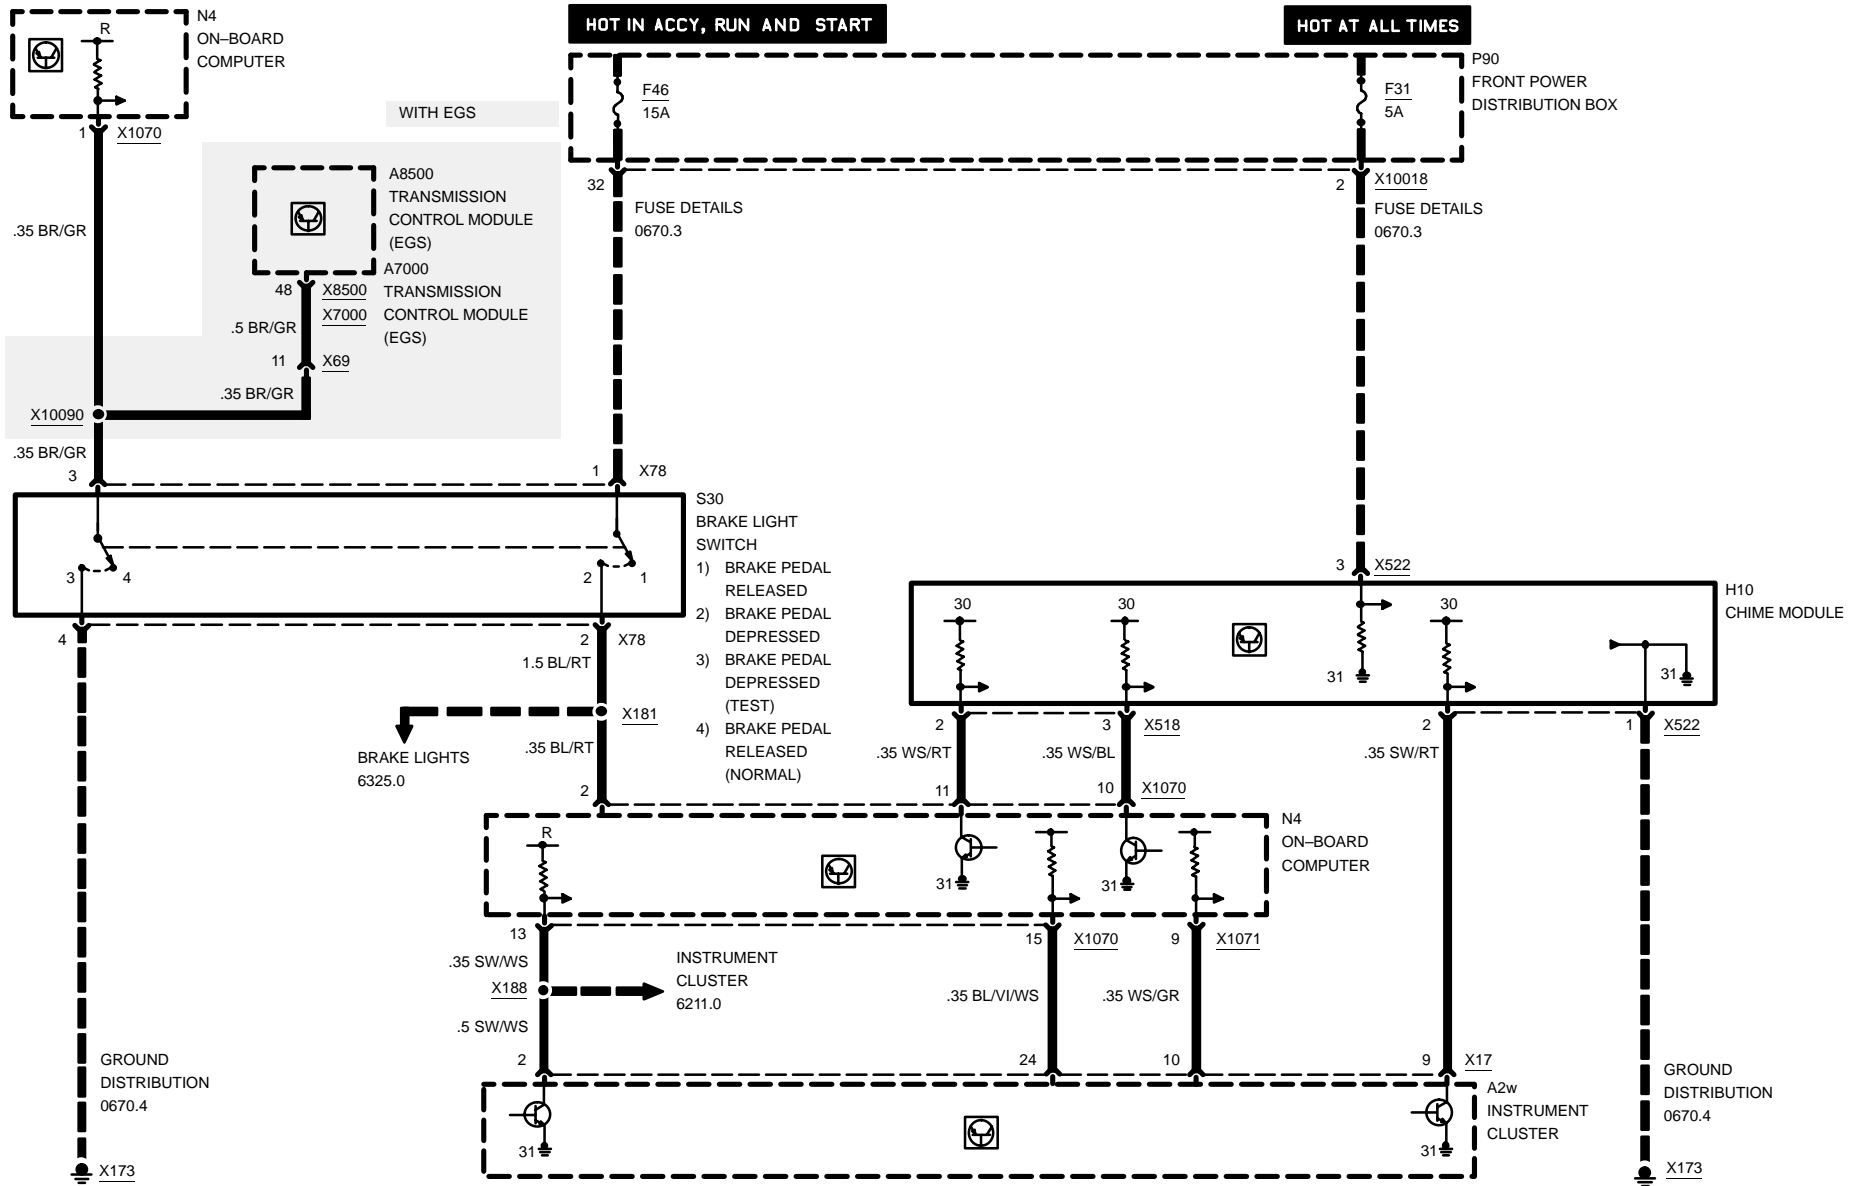 N4
ON–BOARD
COMPUTER
R
1
X1070
.35 BR/GR
WITH EGS
A8500
TRANSMISSION
CONTROL MODULE
(EGS)
A7000
TRANSMISSION
CONTROL MODULE
(EGS)
48
X8500
X7000
.5 BR/GR
11
X69
.35 BR/GR
X10090
.35 BR/GR
3
HOT IN ACCY, RUN AND START
HOT AT ALL TIMES
F46
15A
F31
5A
P90
FRONT POWER
DISTRIBUTION BOX
32
FUSE DETAILS
0670.3
2
X10018
FUSE DETAILS
0670.3
1
X78
3
4
2
1
S30
BRAKE LIGHT
SWITCH
1) BRAKE PEDAL
RELEASED
2) BRAKE PEDAL
DEPRESSED
3) BRAKE PEDAL
DEPRESSED
(TEST)
4) BRAKE PEDAL
RELEASED
(NORMAL)
4
2
X78
1.5 BL/RT
X181
.35 BL/RT
BRAKE LIGHTS
6325.0
2
3
X522
H10
CHIME MODULE
30
30
30
31
31
2
3
X518
2
1
X522
.35 WS/RT
.35 WS/BL
.35 SW/RT
11
10
X1070
N4
ON–BOARD
COMPUTER
R
31
31
13
15
X1070
9
X1071
.35 SW/WS
X188
INSTRUMENT
CLUSTER
6211.0
.35 BL/VI/WS
.35 WS/GR
.5 SW/WS
2
24
10
9
X17
A2w
INSTRUMENT
CLUSTER
31
31
GROUND
DISTRIBUTION
0670.4
X173
GROUND
DISTRIBUTION
0670.4
X173